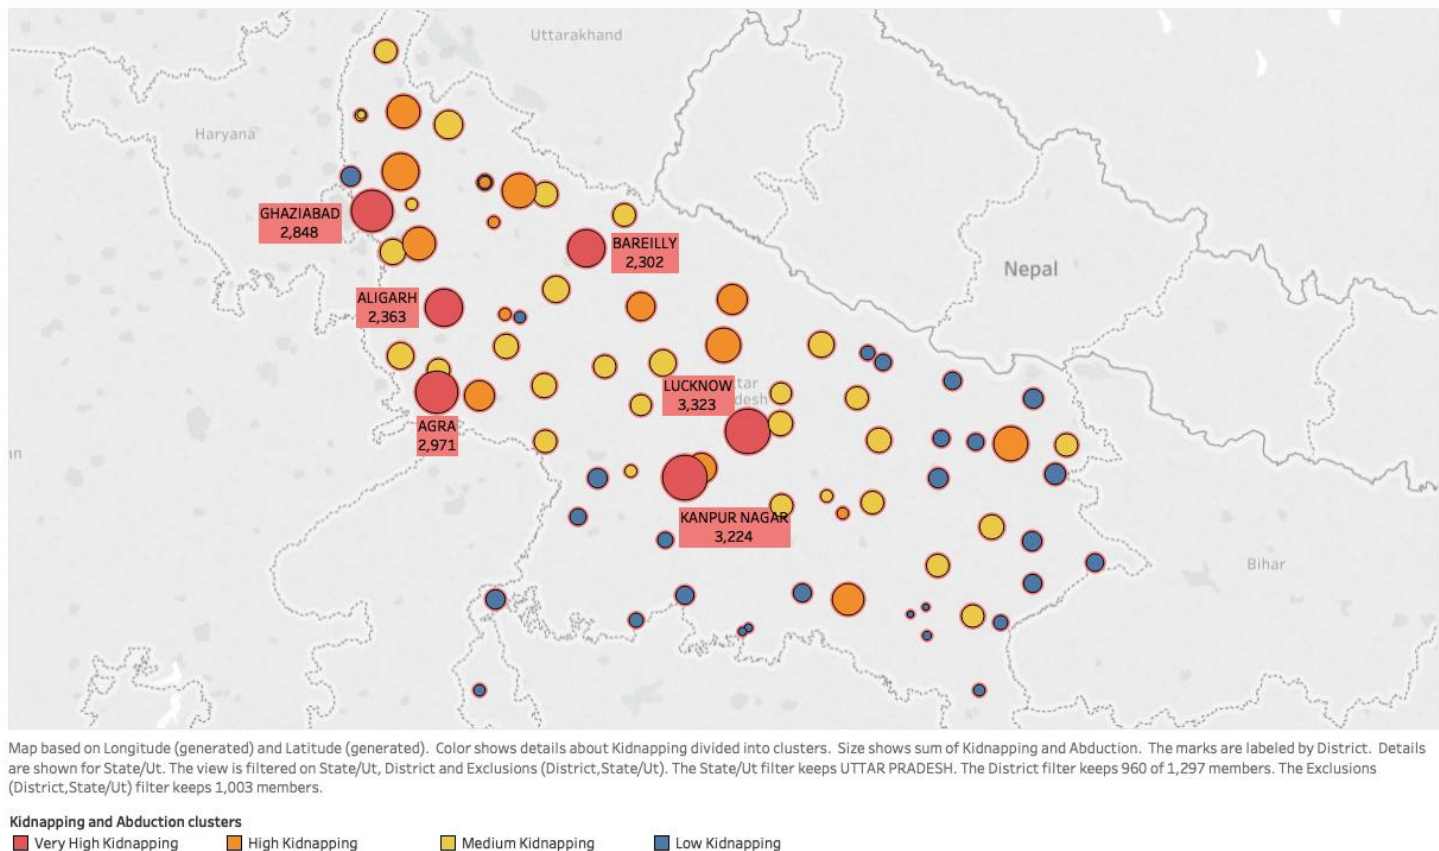 Uttarakhand
Haryana
GHAZIABAD
2,848
BAREILLY
2,302
Nepal
ALIGARH
2,363
LUCKNOW
3,323
tar
desh
AGRA
2,971
an
KANPUR NAGAR
3,224
Bihar
Map based on Longitude (generated) and Latitude (generated). Color shows details about Kidnapping divided into clusters. Size shows sum of Kidnapping and Abduction. The marks are labeled by District. Details
are shown for State/Ut. The view is filtered on State/Ut, District and Exclusions (District,State/Ut). The State/Ut filter keeps UTTAR PRADESH. The District filter keeps 960 of 1,297 members. The Exclusions
(District,State/Ut) filter keeps 1,003 members.
Kidnapping and Abduction clusters
Very High Kidnapping High Kidnapping Medium Kidnapping Low Kidnapping